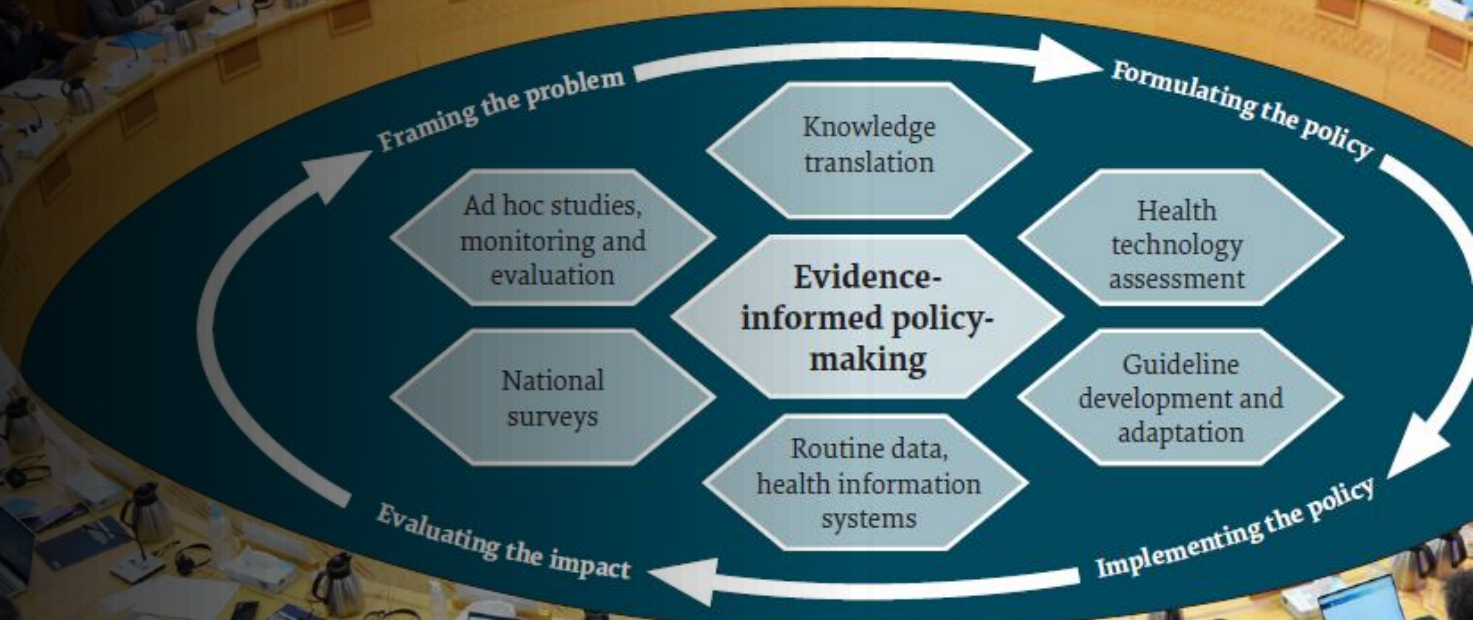 Framing the problem
Formulating the policy
Knowledge
translation
Ad hoc studies,
monitoring and
evaluation
Health
technology
assessment
Evidence-
informed policy-
making
National
surveys
Guideline
development and
adaptation
Routine data,
health information
systems
Evaluating the impact
Implementing the policy